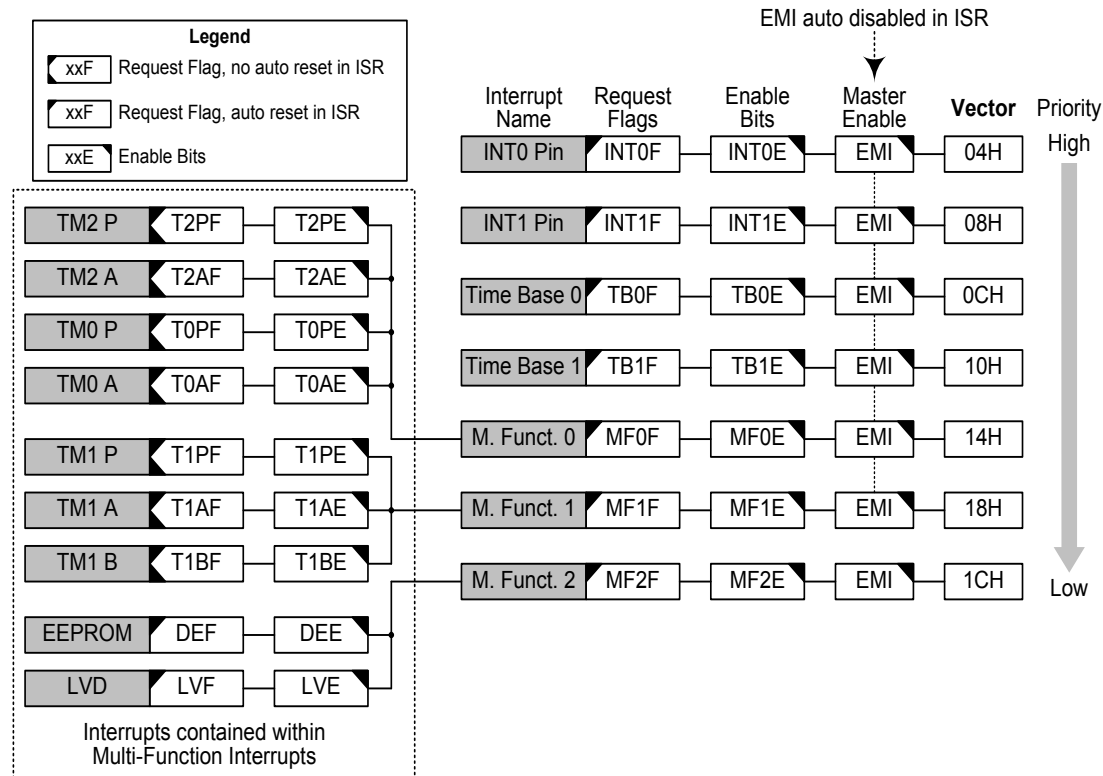 EMI auto disabled in ISR
Legend
xxF Request Flag, no auto reset in ISR
xxF Request Flag, auto reset in ISR
xxE Enable Bits
Interrupt Name Request Flags Enable Bits Master Enable Vector Priority
High
INT0 Pin INT0F INT0E EMI 04H
INT1 Pin INT1F INT1E EMI 08H
Time Base 0 TB0F TB0E EMI 0CH
Time Base 1 TB1F TB1E EMI 10H
M. Funct. 0 MF0F MF0E EMI 14H
M. Funct. 1 MF1F MF1E EMI 18H
M. Funct. 2 MF2F MF2E EMI 1CH
Low
TM2 P T2PF T2PE
TM2 A T2AF T2AE
TM0 P T0PF T0PE
TM0 A T0AF T0AE
TM1 P T1PF T1PE
TM1 A T1AF T1AE
TM1 B T1BF T1BE
EEPROM DEF DEE
LVD LVF LVE
Interrupts contained within
Multi-Function Interrupts